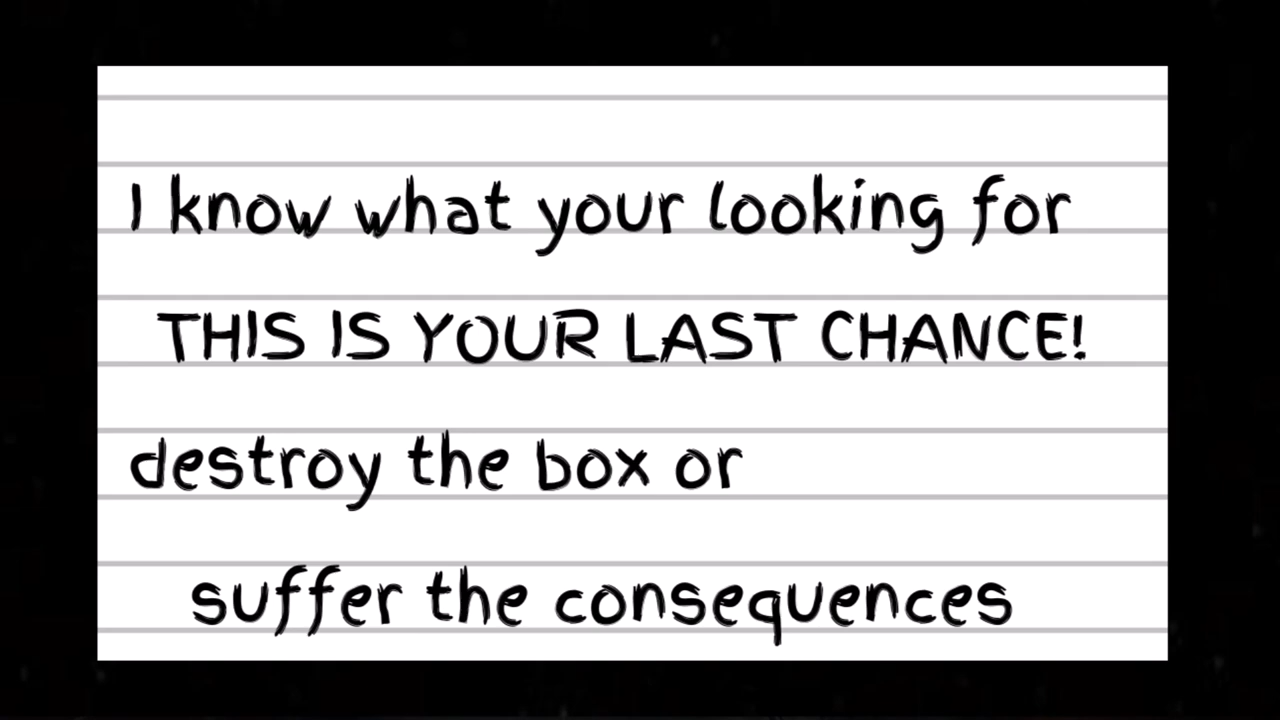 I know what your looking for
THIS IS YOUR LAST CHANCE!
destroy the box or
suffer the consequences